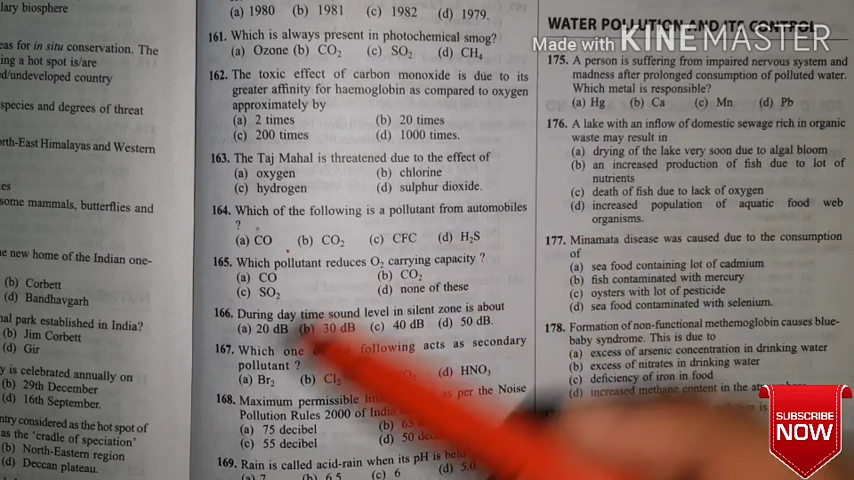 lary biosphere
as for in situ conservation. The
ing a hot spot is/are
d/undeveloped country
species and degrees of threat
rth-East Himalayas and Western
es
some mammals, butterflies and
e new home of the Indian one-
(b) Corbett
(d) Bandhavgarh
al park established in India?
(b) Jim Corbett
(d) Gir
y is celebrated annually on
(b) 29th December
(d) 16th September.
ntry considered as the hot spot of
as the 'cradle of speciation'
(b) North-Eastern region
(d) Deccan plateau.
(a) 1980 (b) 1981 (c) 1982 (d) 1979.
161. Which is always present in photochemical smog?
(a) Ozone (b) CO₂ (c) SO₂ (d) CH₄
162. The toxic effect of carbon monoxide is due to its
greater affinity for haemoglobin as compared to oxygen
approximately by
(a) 2 times (b) 20 times
(c) 200 times (d) 1000 times.
163. The Taj Mahal is threatened due to the effect of
(a) oxygen (b) chlorine
(c) hydrogen (d) sulphur dioxide.
164. Which of the following is a pollutant from automobiles
?
(a) CO (b) CO₂ (c) CFC (d) H₂S
165. Which pollutant reduces O₂ carrying capacity ?
(a) CO (b) CO₂
(c) SO₂ (d) none of these
166. During day time sound level in silent zone is about
(a) 20 dB (b) 30 dB (c) 40 dB (d) 50 dB.
167. Which one following acts as secondary
pollutant ?
(a) Br₂ (b) Cl₂ (d) HNO₃
168. Maximum permissible as per the Noise
Pollution Rules 2000 of India
(a) 75 decibel (b)
(c) 55 decibel (d) 50
169. Rain is called acid-rain when its pH is
(a) 7 (b) 6.5 (c) 6 (d) 5.0
WATER POLLUTION AND ITS CONTROL
Made with KINEMASTER
175. A person is suffering from impaired nervous system and
madness after prolonged consumption of polluted water.
Which metal is responsible?
(a) Hg (b) Ca (c) Mn (d) Pb
176. A lake with an inflow of domestic sewage rich in organic
waste may result in
(a) drying of the lake very soon due to algal bloom
(b) an increased production of fish due to lot of
nutrients
(c) death of fish due to lack of oxygen
(d) increased population of aquatic food web
organisms.
177. Minamata disease was caused due to the consumption
of
(a) sea food containing lot of cadmium
(b) fish contaminated with mercury
(c) oysters with lot of pesticide
(d) sea food contaminated with selenium.
178. Formation of non-functional methemoglobin causes blue-
baby syndrome. This is due to
(a) excess of arsenic concentration in drinking water
(b) excess of nitrates in drinking water
(c) deficiency of iron in food
(d) increased methane content in the
SUBSCRIBE
NOW